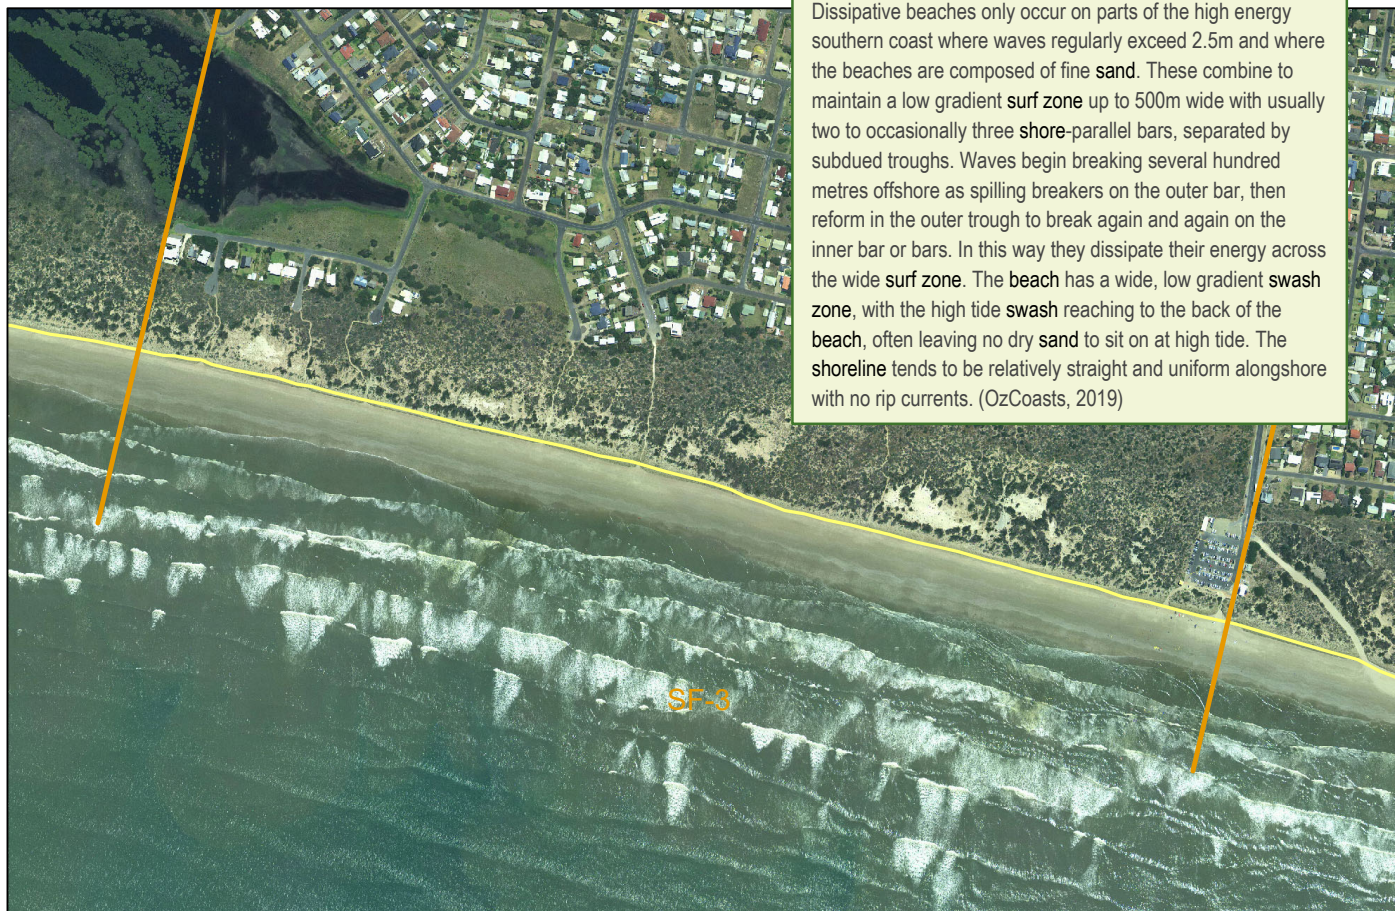 Dissipative beaches only occur on parts of the high energy
southern coast where waves regularly exceed 2.5m and where
the beaches are composed of fine sand. These combine to
maintain a low gradient surf zone up to 500m wide with usually
two to occasionally three shore-parallel bars, separated by
subdued troughs. Waves begin breaking several hundred
metres offshore as spilling breakers on the outer bar, then
reform in the outer trough to break again and again on the
inner bar or bars. In this way they dissipate their energy across
the wide surf zone. The beach has a wide, low gradient swash
zone, with the high tide swash reaching to the back of the
beach, often leaving no dry sand to sit on at high tide. The
shoreline tends to be relatively straight and uniform alongshore
with no rip currents. (OzCoasts, 2019)
SF-3